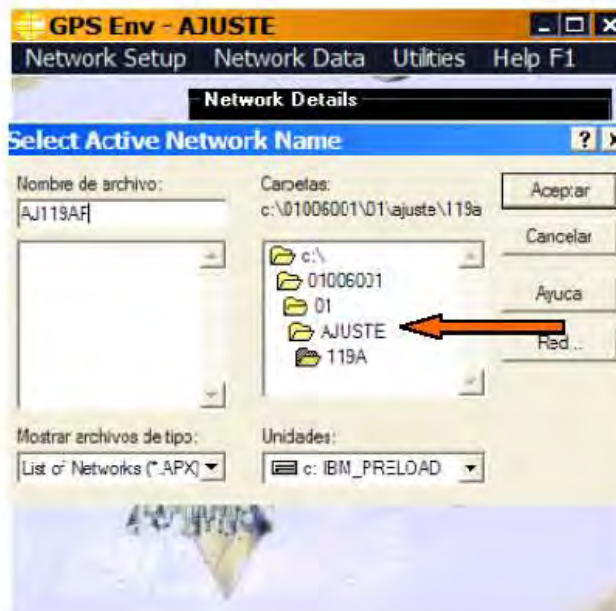 GPS Env - AJUSTE
Network Setup Network Data Utilities Help F1
Network Details
Select Active Network Name
Nombre de archivo:
AJ119AF
Carpetas:
c:\01006001\01\ajuste\119a
c:\
01006001
01
AJUSTE
119A
Aceptar
Cancelar
Ayuda
Red...
Mostrar archivos de tipo:
List of Networks (*.APX)
Unidades:
c: IBM_PRELOAD